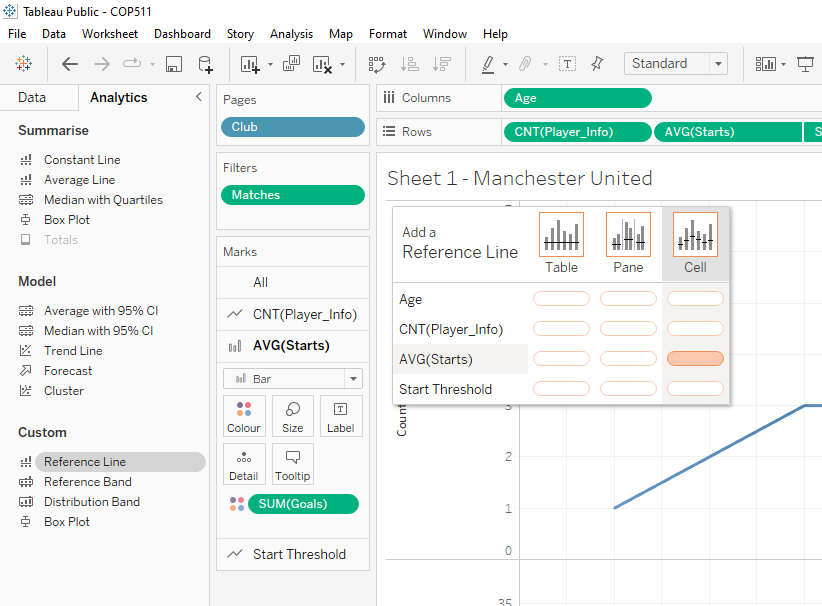 Tableau Public - COP511
File Data Worksheet Dashboard Story Analysis Map Format Window Help
Standard
Data Analytics
Summarise
Constant Line
Average Line
Median with Quartiles
Box Plot
Totals
Model
Average with 95% CI
Median with 95% CI
Trend Line
Forecast
Cluster
Custom
Reference Line
Reference Band
Distribution Band
Box Plot
Pages
Club
Filters
Matches
Marks
All
CNT(Player_Info)
AVG(Starts)
Bar
Colour Size Label
Detail Tooltip
SUM(Goals)
Start Threshold
Columns Age
Rows CNT(Player_Info) AVG(Starts) S
Sheet 1 - Manchester United
Add a
Reference Line
Table Pane Cell
Age
CNT(Player_Info)
AVG(Starts)
Start Threshold
Count
3
2
1
0
35